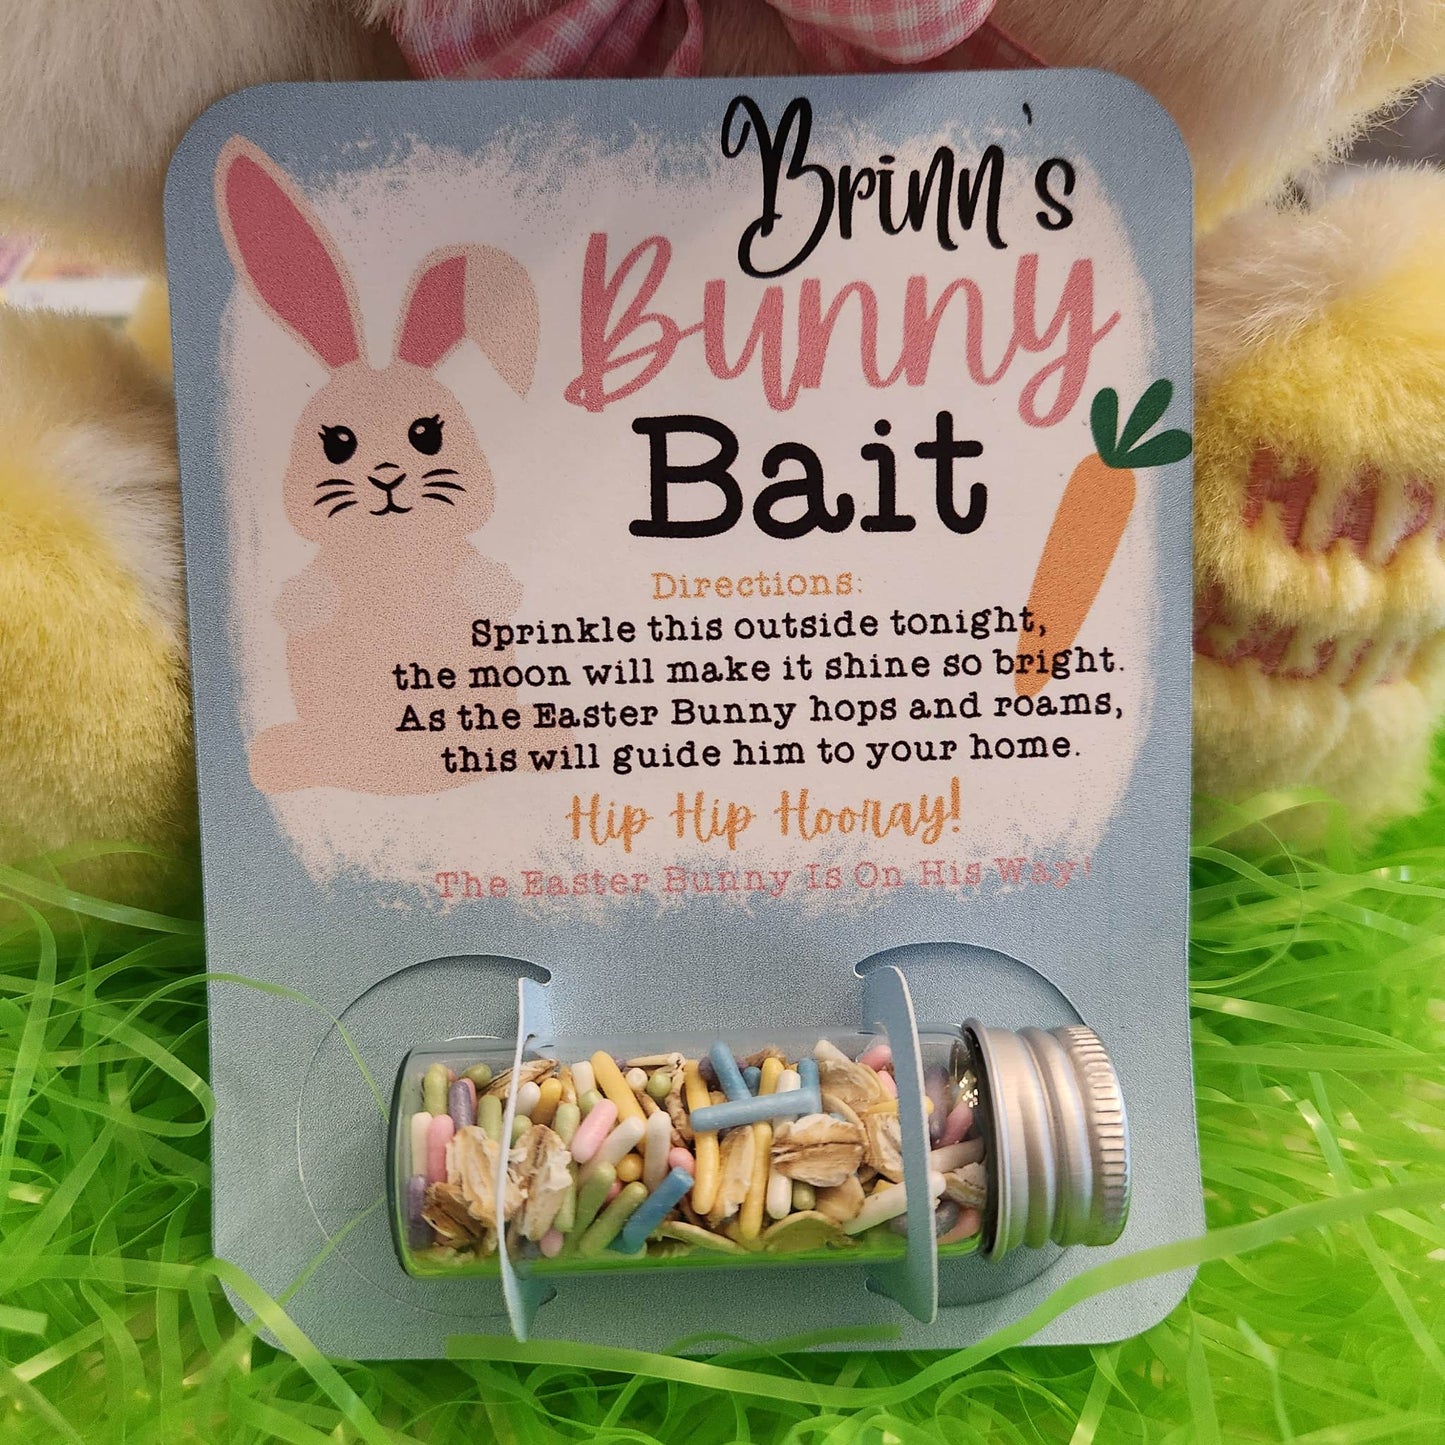 Brinn's
Bunny
Bait
Directions:
Sprinkle this outside tonight,
the moon will make it shine so bright.
As the Easter Bunny hops and roams,
this will guide him to your home.
Hip Hip Hooray!
The Easter Bunny Is On His Way!